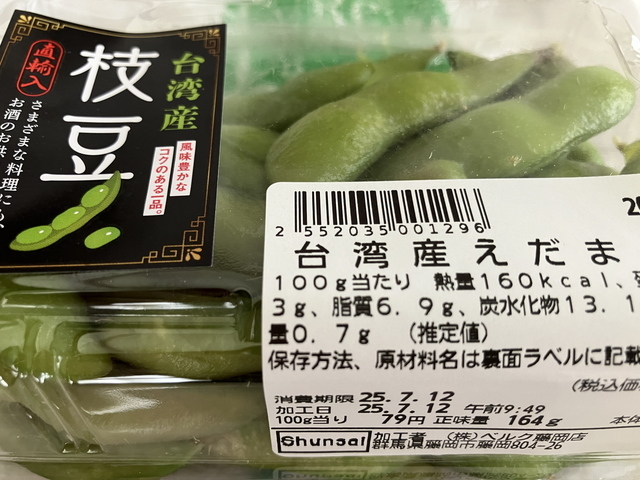 台湾産
枝豆
直輸入
風味豊かな
コクのある一品。
さまざまな料理にも、
お酒のお供
2 552035 001296
台湾産えだま
100g当たり 熱量160kcal、
3g、脂質6.9g、炭水化物13.1
量0.7g (推定値)
保存方法、原材料名は裏面ラベルに記載
(税込価
消費期限 25.7.12
加工日 25.7.12 午前9:49
100g当り 79円 正味量 164g
本体
Shunsai 加工者 (株)ベルク藤岡店
群馬県藤岡市藤岡804-26